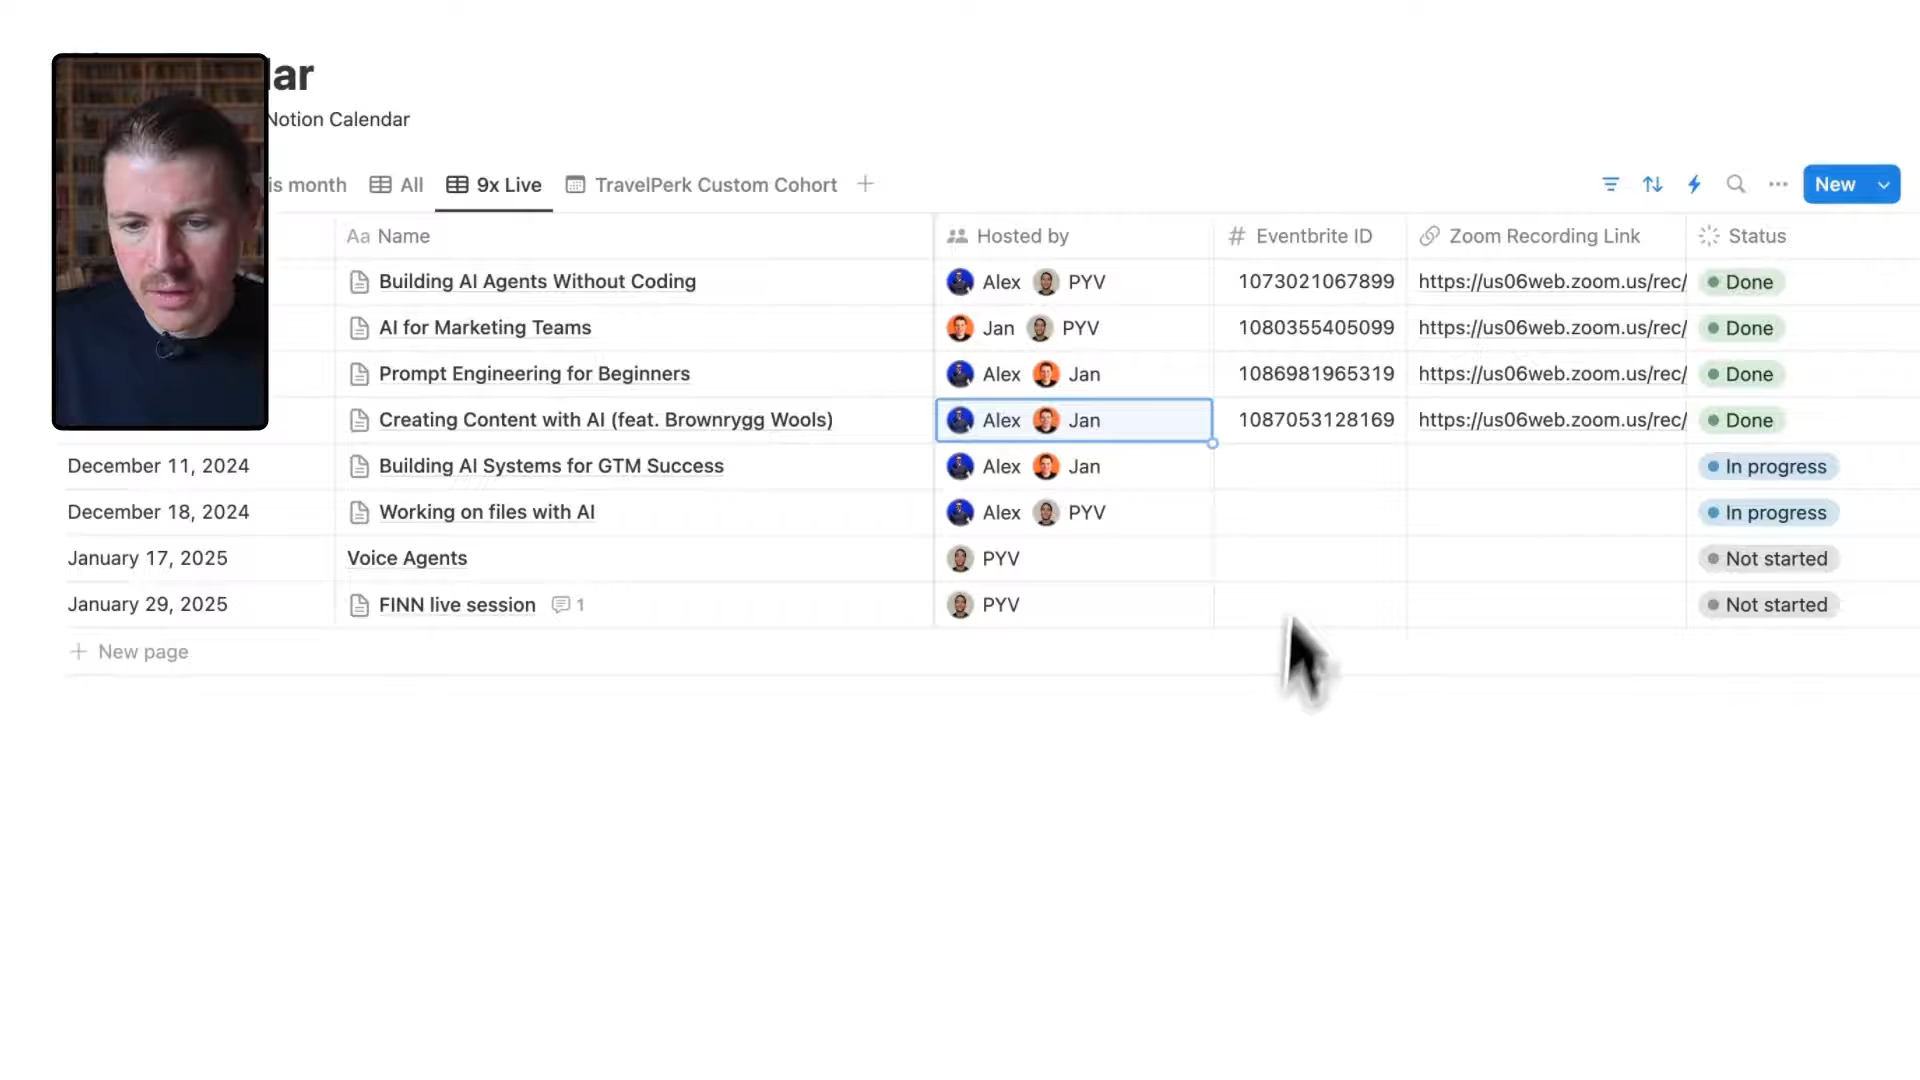 lar
Notion Calendar
is month All 9x Live TravelPerk Custom Cohort New
Aa Name Hosted by # Eventbrite ID Zoom Recording Link Status
Building AI Agents Without Coding Alex PYV 1073021067899 https://us06web.zoom.us/rec/ Done
AI for Marketing Teams Jan PYV 1080355405099 https://us06web.zoom.us/rec/ Done
Prompt Engineering for Beginners Alex Jan 1086981965319 https://us06web.zoom.us/rec/ Done
Creating Content with AI (feat. Brownrygg Wools) Alex Jan 1087053128169 https://us06web.zoom.us/rec/ Done
December 11, 2024 Building AI Systems for GTM Success Alex Jan In progress
December 18, 2024 Working on files with AI Alex PYV In progress
January 17, 2025 Voice Agents PYV Not started
January 29, 2025 FINN live session 1 PYV Not started
+ New page